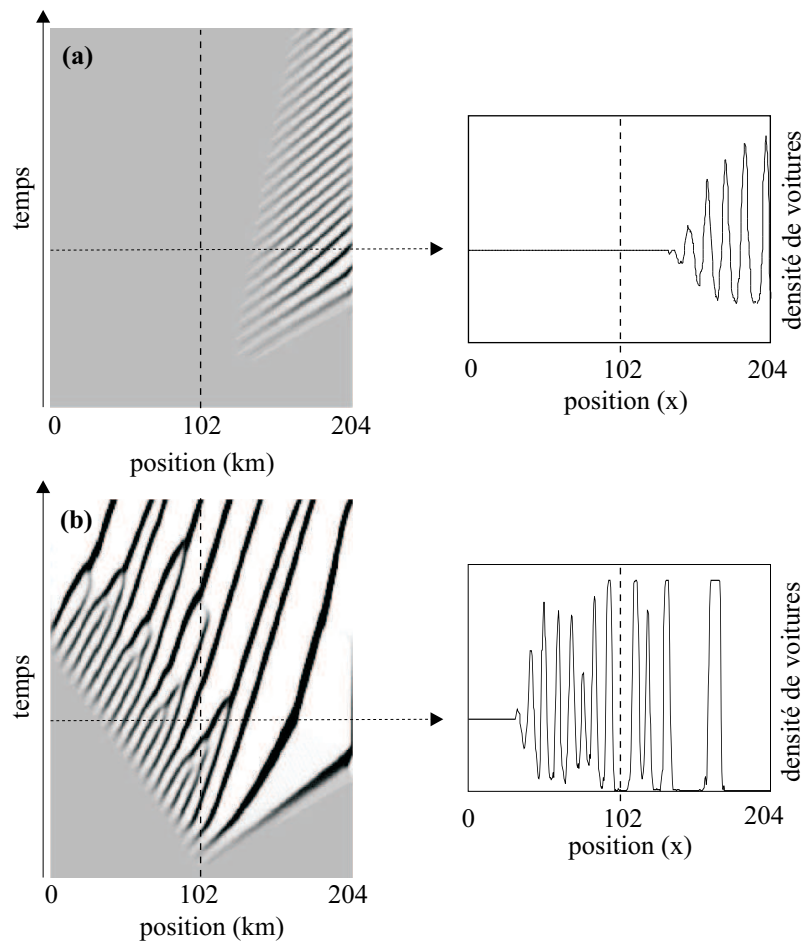 (a)
temps
0 102 204
position (km)
densité de voitures
0 102 204
position (x)
(b)
temps
0 102 204
position (km)
densité de voitures
0 102 204
position (x)